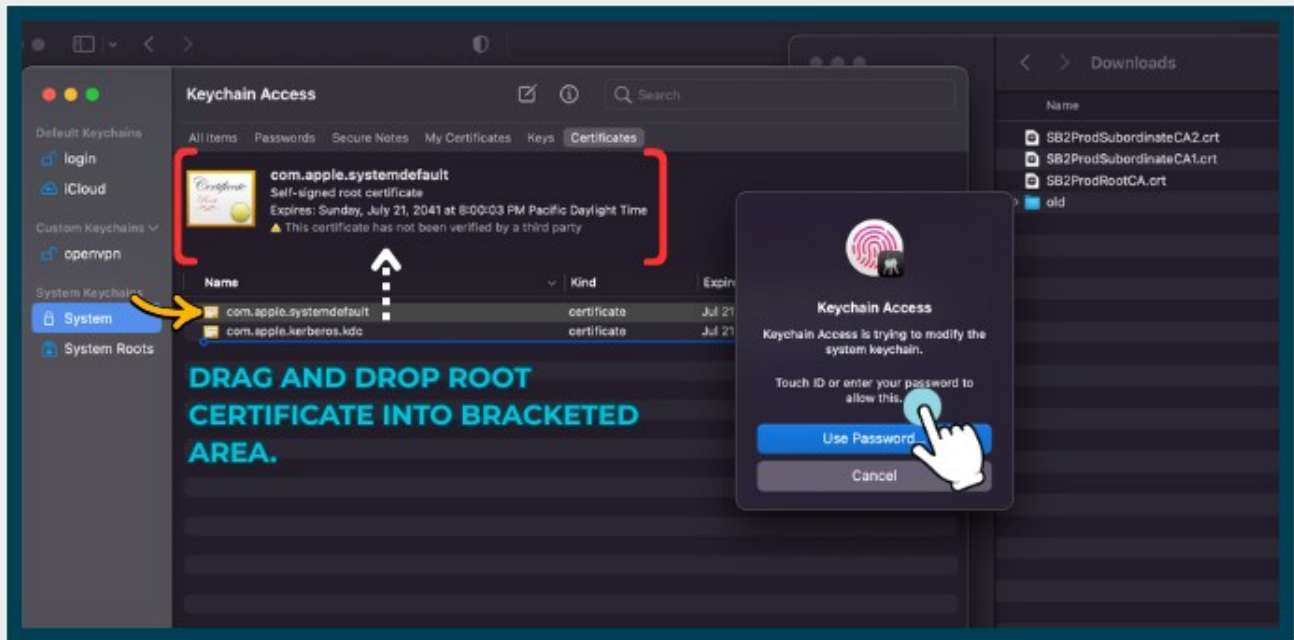 Downloads
Keychain Access
Search
Name
Default Keychains
login
iCloud
Custom Keychains
openvpn
System Keychains
System
System Roots
All Items Passwords Secure Notes My Certificates Keys Certificates
Certificate
Root
com.apple.systemdefault
Self-signed root certificate
Expires: Sunday, July 21, 2041 at 8:00:03 PM Pacific Daylight Time
This certificate has not been verified by a third party
Name Kind
com.apple.systemdefault certificate Jul 21
com.apple.kerberos.kdc certificate Jul 21
DRAG AND DROP ROOT
CERTIFICATE INTO BRACKETED
AREA.
Keychain Access
Keychain Access is trying to modify the
system keychain.
Touch ID or enter your password to
allow this.
Use Password
Cancel
SB2ProdSubordinateCA2.crt
SB2ProdSubordinateCA1.crt
SB2ProdRootCA.crt
old